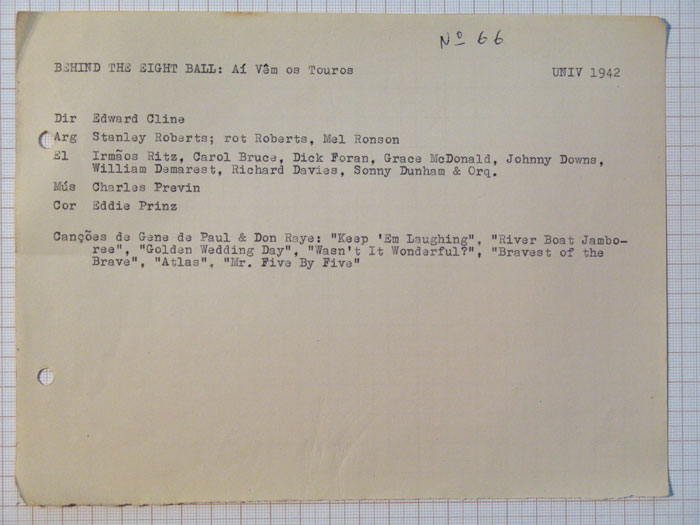 Nº 66
BEHIND THE EIGHT BALL: Aí Vêm os Touros UNIV 1942
Dir Edward Cline
Arg Stanley Roberts; rot Roberts, Mel Ronson
El Irmãos Ritz, Carol Bruce, Dick Foran, Grace McDonald, Johnny Downs,
William Demarest, Richard Davies, Sonny Dunham & Orq.
Mús Charles Previn
Cor Eddie Prinz
Canções de Gene de Paul & Don Raye: "Keep 'Em Laughing", "River Boat Jambo-
ree", "Golden Wedding Day", "Wasn't It Wonderful?", "Bravest of the
Brave", "Atlas", "Mr. Five By Five"